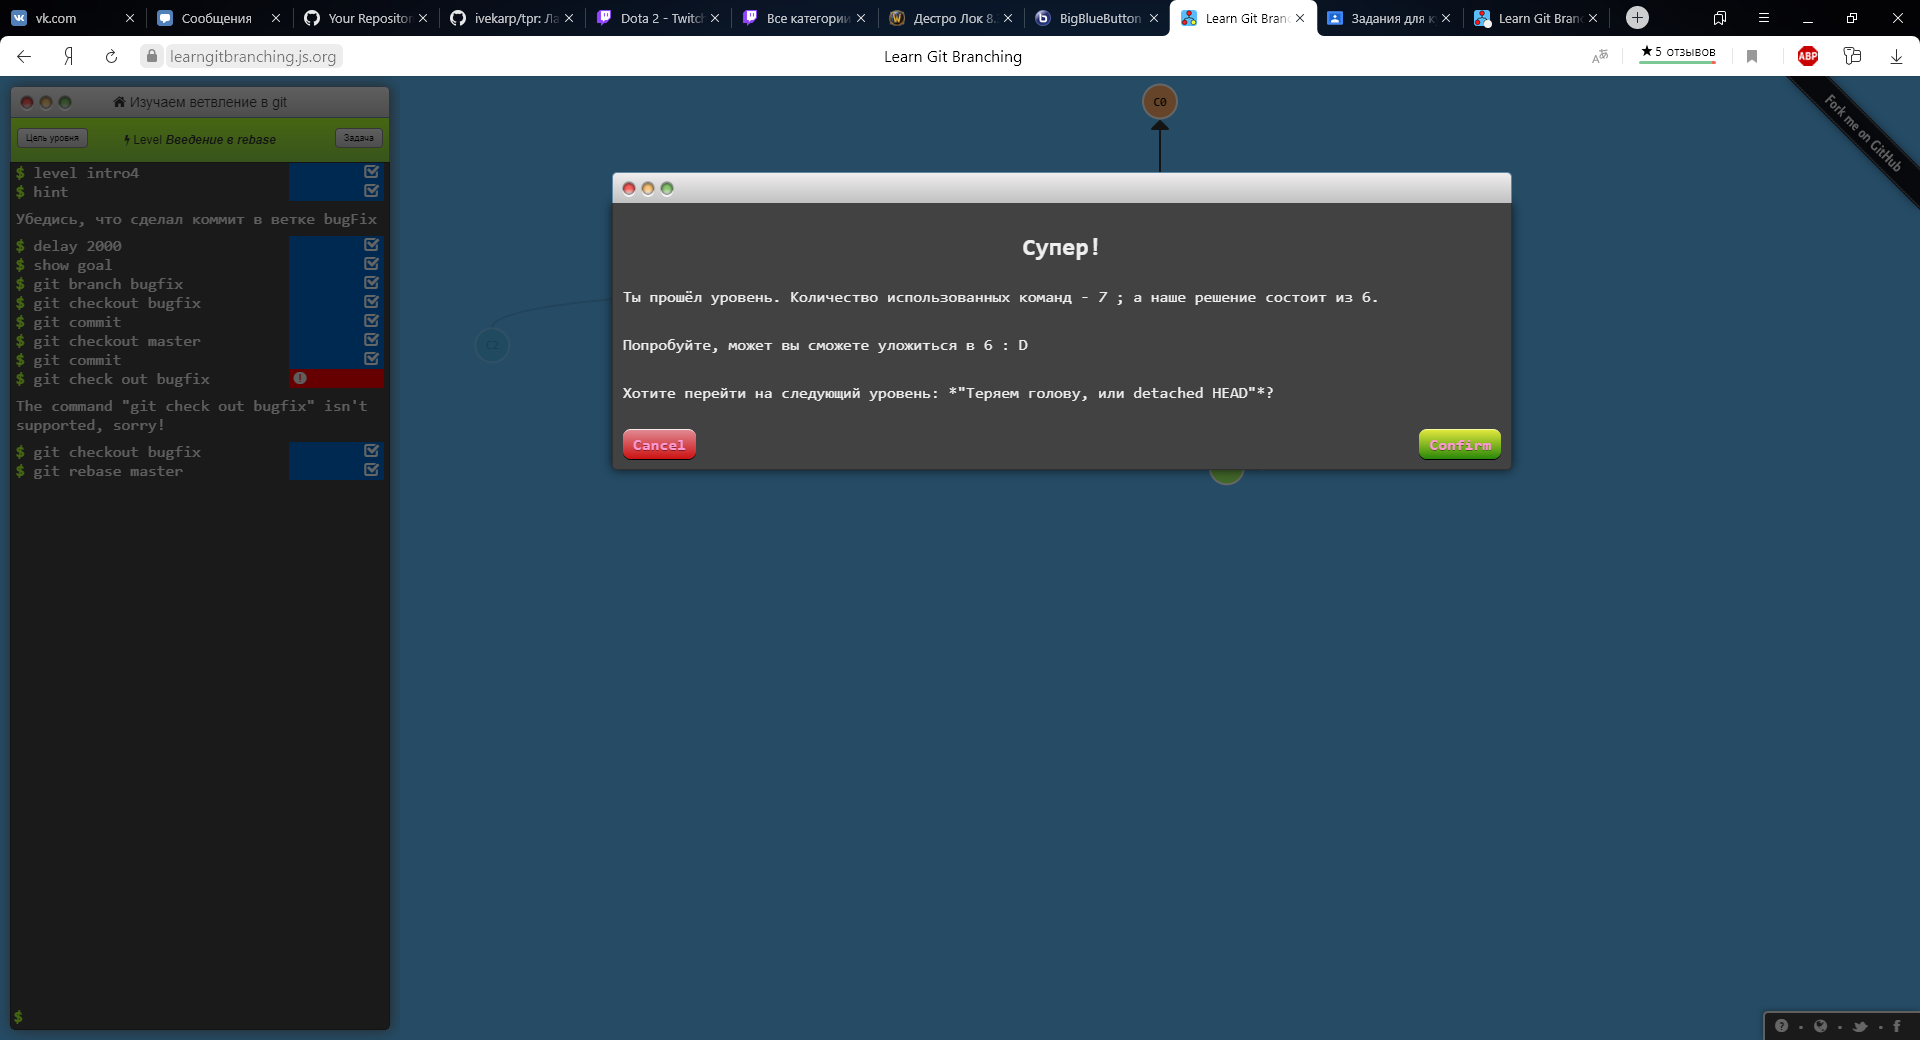 vk.com
Сообщения
Your Reposito
ivekarp/tpr: Ла
Dota 2 - Twitc
Все категории
Дестро Лок 8.
BigBlueButton
Learn Git Bran
Задания для к
Learn Git Bran
learngitbranching.js.org
Learn Git Branching
★5 отзывов
ABP
Изучаем ветвление в git
Цель уровня
Level Введение в rebase
Задача
$ level intro4
$ hint
Убедись, что сделал коммит в ветке bugFix
$ delay 2000
$ show goal
$ git branch bugfix
$ git checkout bugfix
$ git commit
$ git checkout master
$ git commit
$ git check out bugfix
The command "git check out bugfix" isn't
supported, sorry!
$ git checkout bugfix
$ git rebase master
$
C0
C2
Fork me on GitHub
Супер!
Ты прошёл уровень. Количество использованных команд - 7 ; а наше решение состоит из 6.
Попробуйте, может вы сможете уложиться в 6 : D
Хотите перейти на следующий уровень: *"Теряем голову, или detached HEAD"*?
Cancel
Confirm